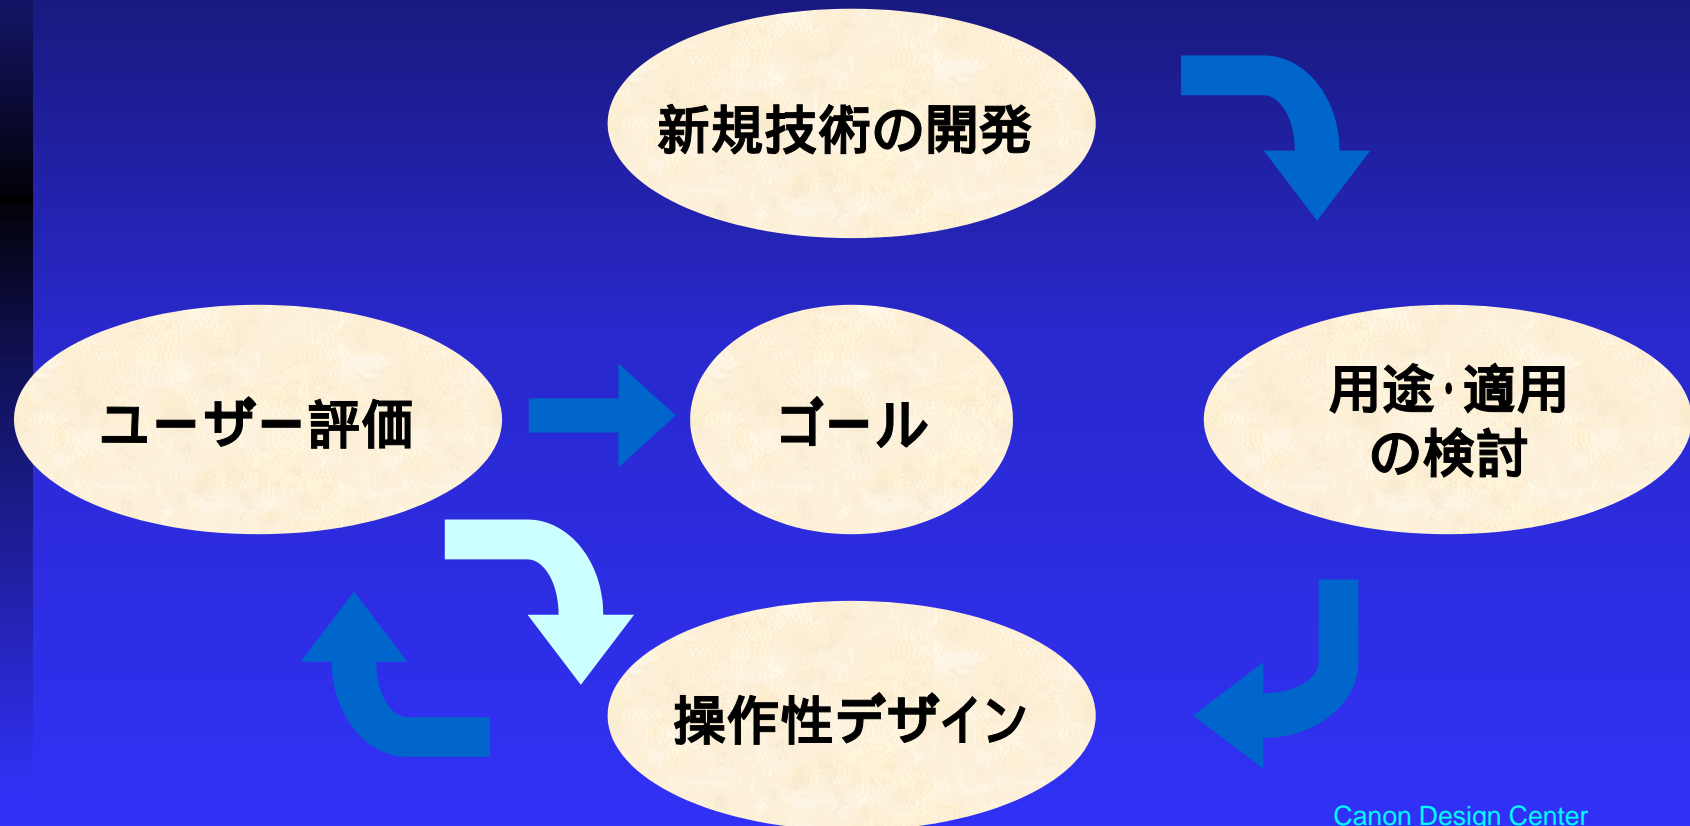 新規技術の開発
ユーザー評価
ゴール
用途・適用
の検討
操作性デザイン
Canon Design Center